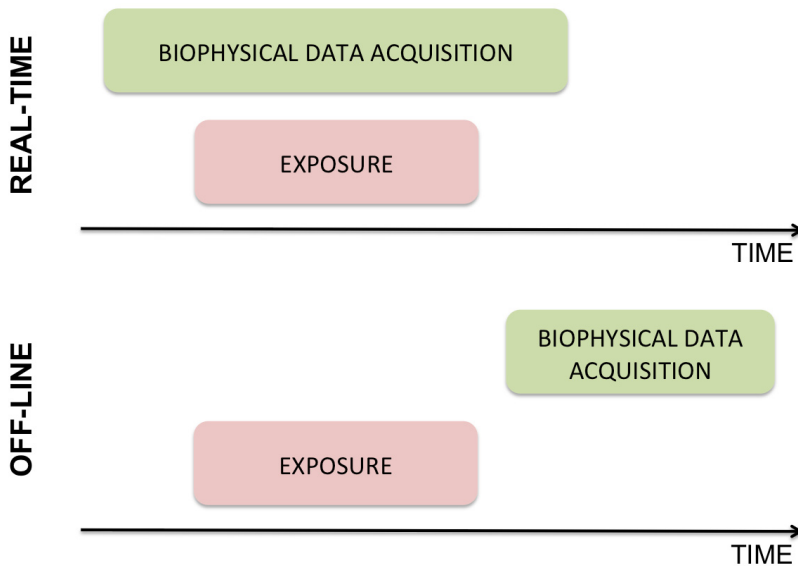 REAL-TIME
BIOPHYSICAL DATA ACQUISITION
EXPOSURE
TIME
OFF-LINE
BIOPHYSICAL DATA
ACQUISITION
EXPOSURE
TIME